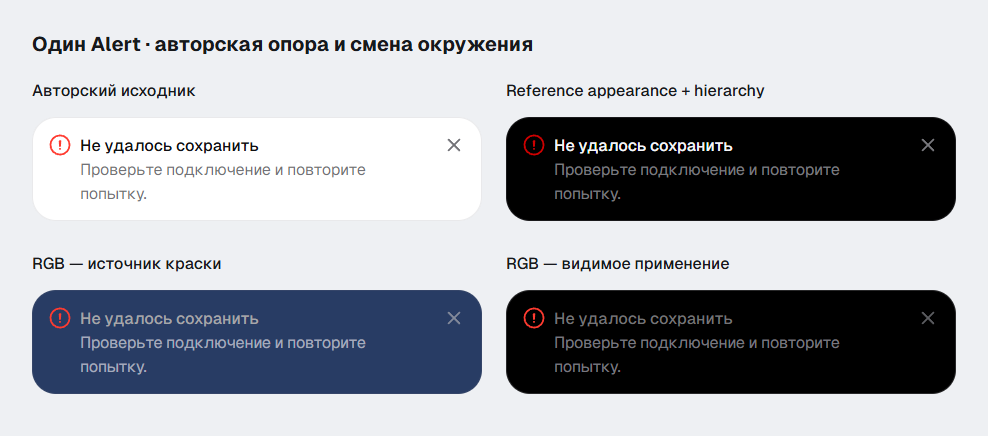 Один Alert · авторская опора и смена окружения
Авторский исходник
Не удалось сохранить
Проверьте подключение и повторите
попытку.
Reference appearance + hierarchy
Не удалось сохранить
Проверьте подключение и повторите
попытку.
RGB — источник краски
Не удалось сохранить
Проверьте подключение и повторите
попытку.
RGB — видимое применение
Не удалось сохранить
Проверьте подключение и повторите
попытку.